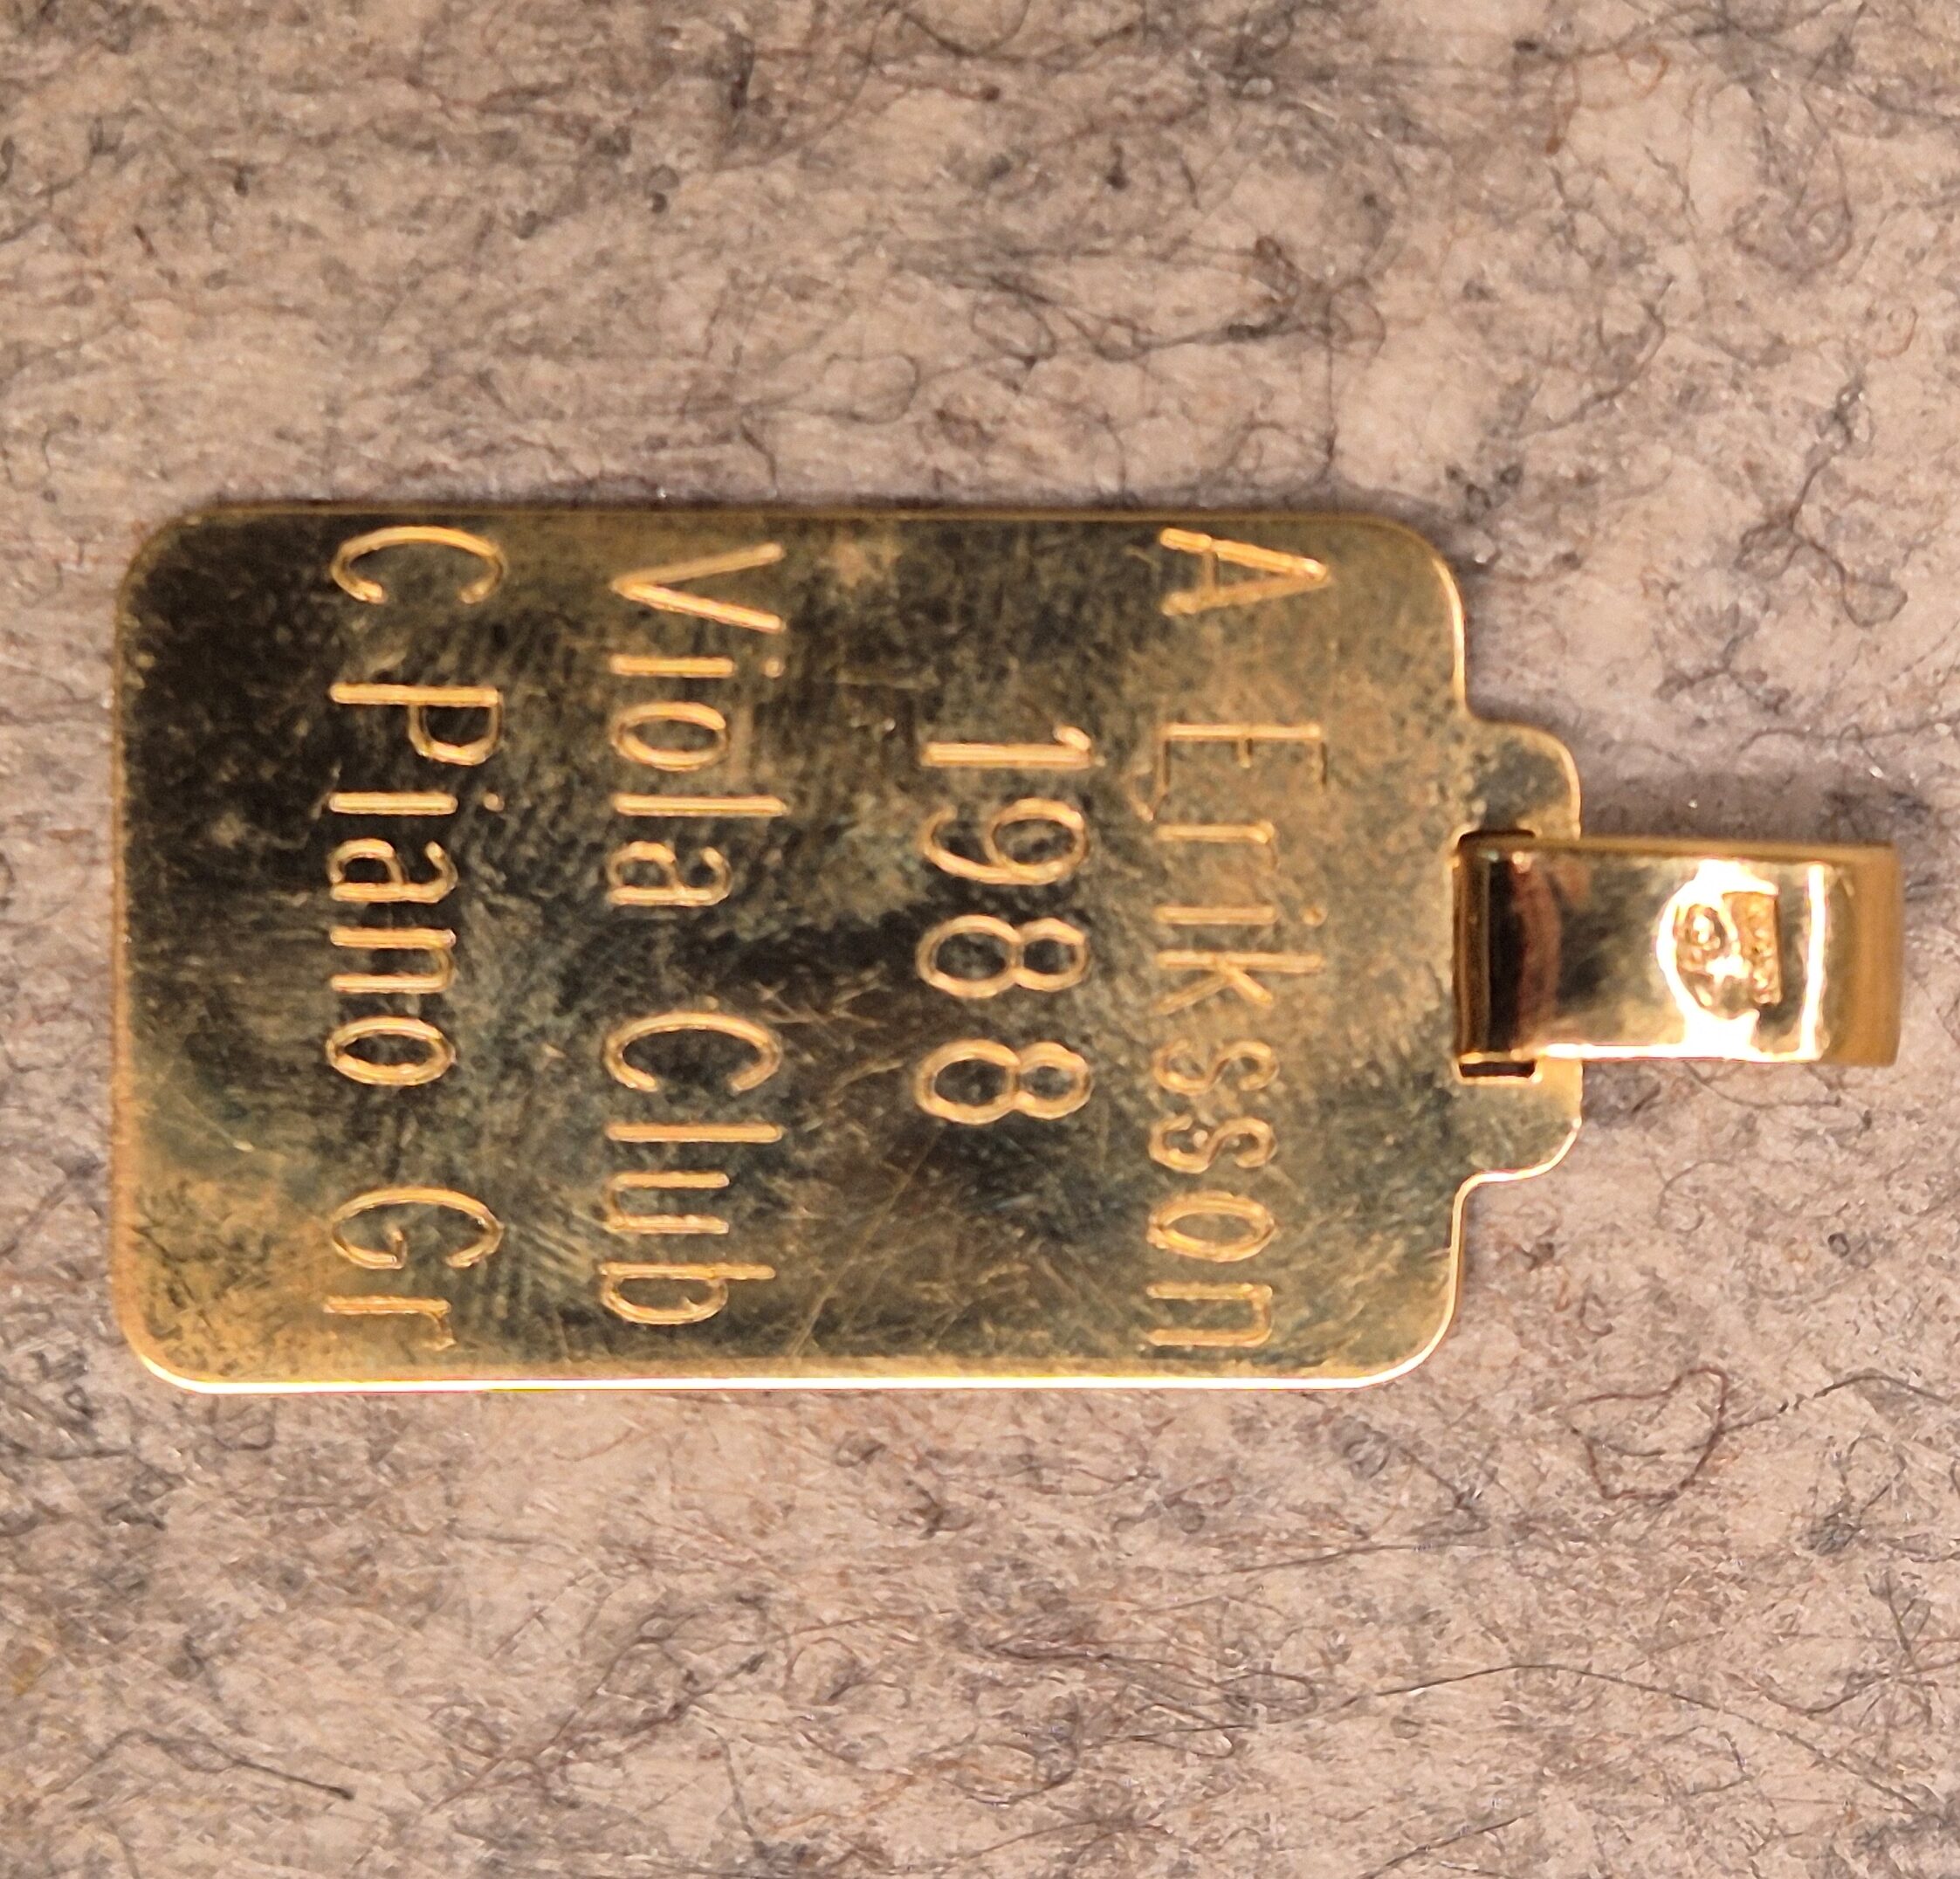 A Eriksson
1988
Viola Club
C Piano Gr